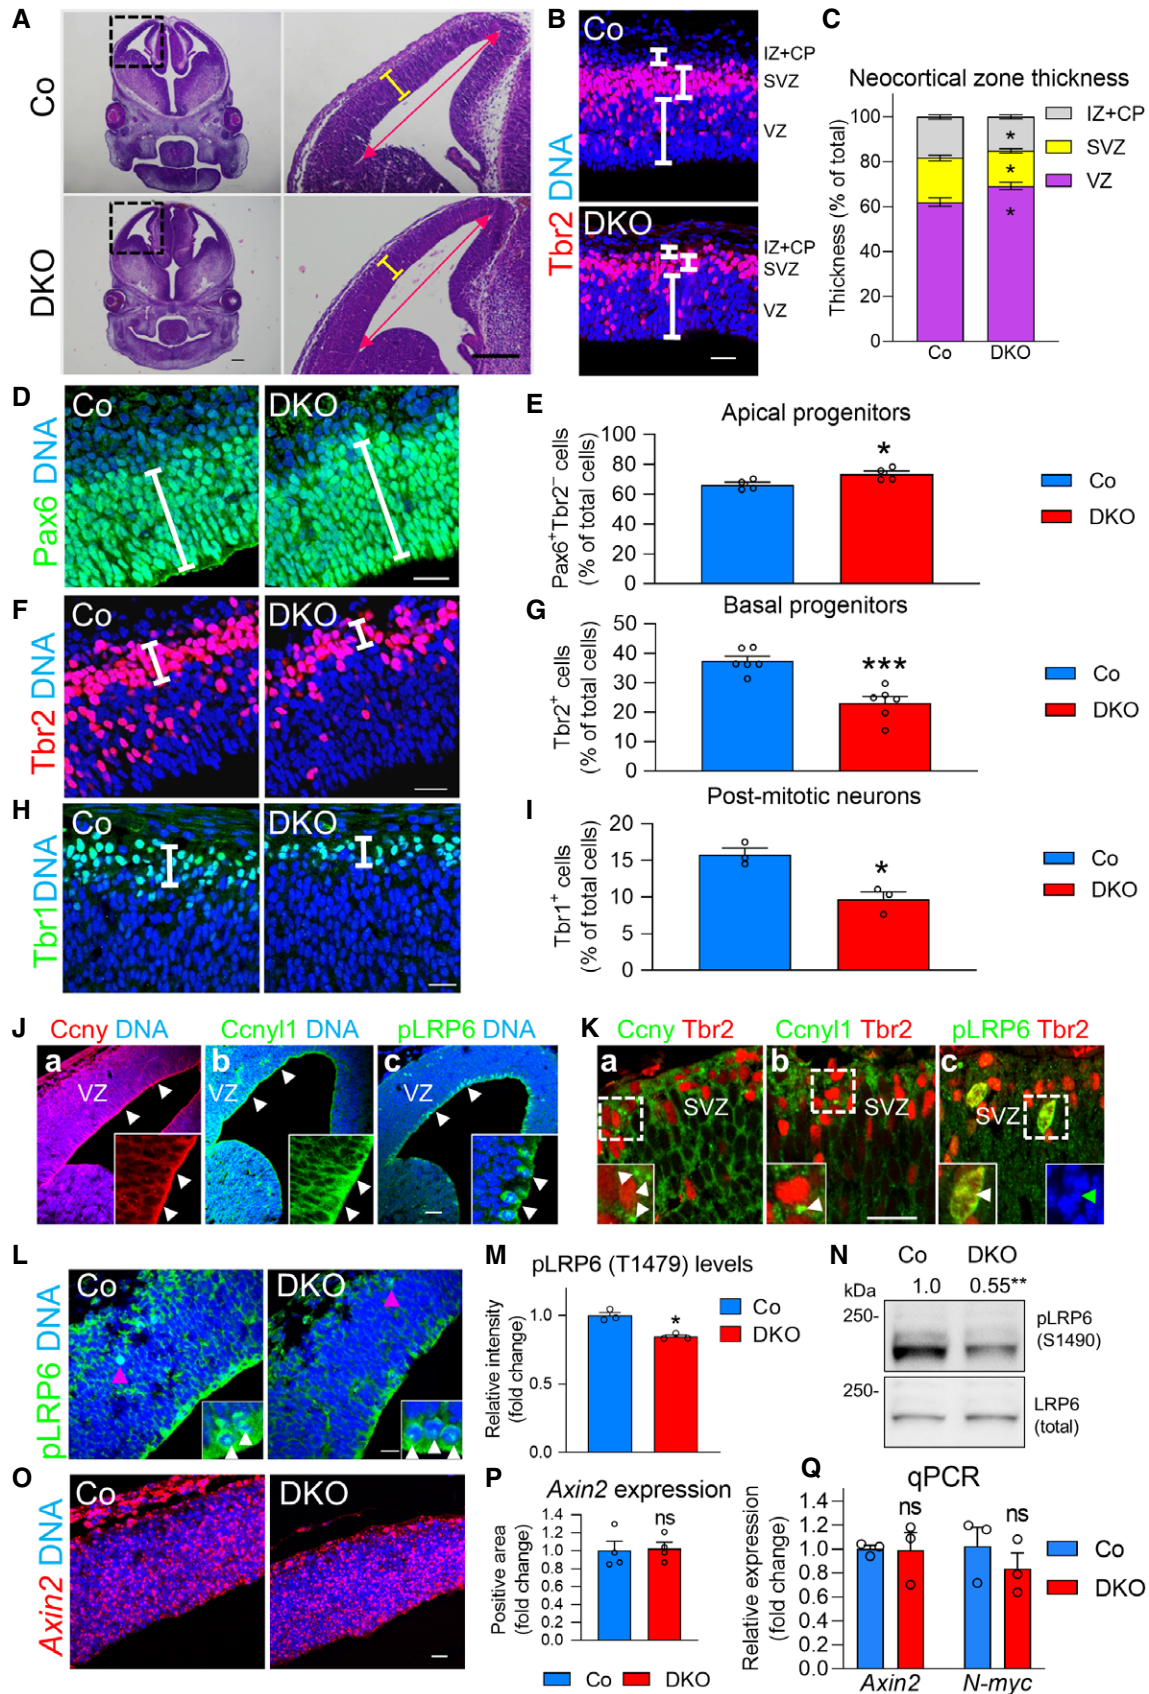 A
Co
DKO
B
Tbr2 DNA
Co
IZ+CP
SVZ
VZ
DKO
IZ+CP
SVZ
VZ
C
Neocortical zone thickness
Thickness (% of total)
100
80
60
40
20
0
*
*
*
Co
DKO
IZ+CP
SVZ
VZ
D
Pax6 DNA
Co
DKO
E
Apical progenitors
Pax6⁺Tbr2⁻ cells
(% of total cells)
100
80
60
40
20
0
*
Co
DKO
F
Tbr2 DNA
Co
DKO
G
Basal progenitors
Tbr2⁺ cells
(% of total cells)
50
40
30
20
10
0
***
Co
DKO
H
Tbr1DNA
Co
DKO
I
Post-mitotic neurons
Tbr1⁺ cells
(% of total cells)
20
15
10
5
0
*
Co
DKO
J
Ccny DNA
Ccnyl1 DNA
pLRP6 DNA
a
VZ
b
VZ
c
VZ
K
Ccny Tbr2
Ccnyl1 Tbr2
pLRP6 Tbr2
a
SVZ
b
SVZ
c
SVZ
L
pLRP6 DNA
Co
DKO
M
pLRP6 (T1479) levels
Relative intensity
(fold change)
1.0
0.5
0.0
*
Co
DKO
N
Co DKO
kDa 1.0 0.55**
250-
pLRP6
(S1490)
250-
LRP6
(total)
O
Axin2 DNA
Co
DKO
P
Axin2 expression
Positive area
(fold change)
1.4
1.2
1.0
0.8
0.6
0.4
0.2
0.0
ns
Co DKO
Q
qPCR
Relative expression
(fold change)
1.4
1.2
1.0
0.8
0.6
0.4
0.2
0.0
ns
ns
Axin2 N-myc
Co
DKO